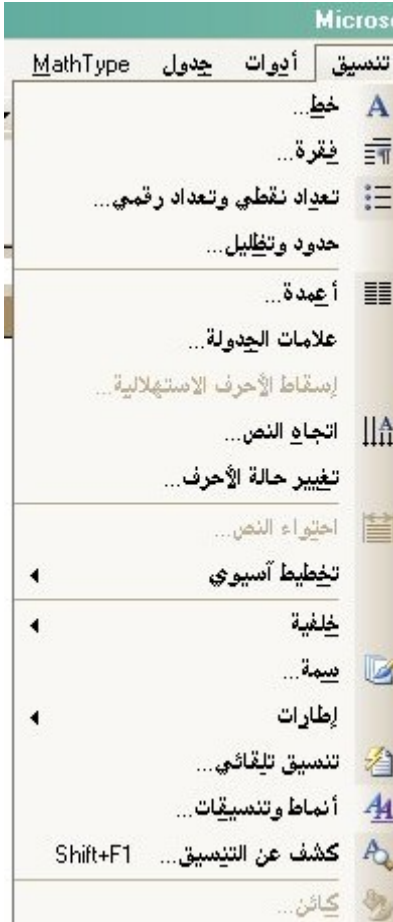 Microso
تنسيق أدوات جدول MathType
خط...
فقرة...
تعداد نقطي وتعداد رقمي...
حدود وتظليل...
أعمدة...
علامات الجدولة...
إسقاط الأحرف الاستهلالية...
اتجاه النص...
تغيير حالة الأحرف...
احتواء النص...
تخطيط آسيوي
خلفية
سمة...
إطارات
تنسيق تلقائي...
أنماط وتنسيقات...
كشف عن التنسيق... Shift+F1
كائن...